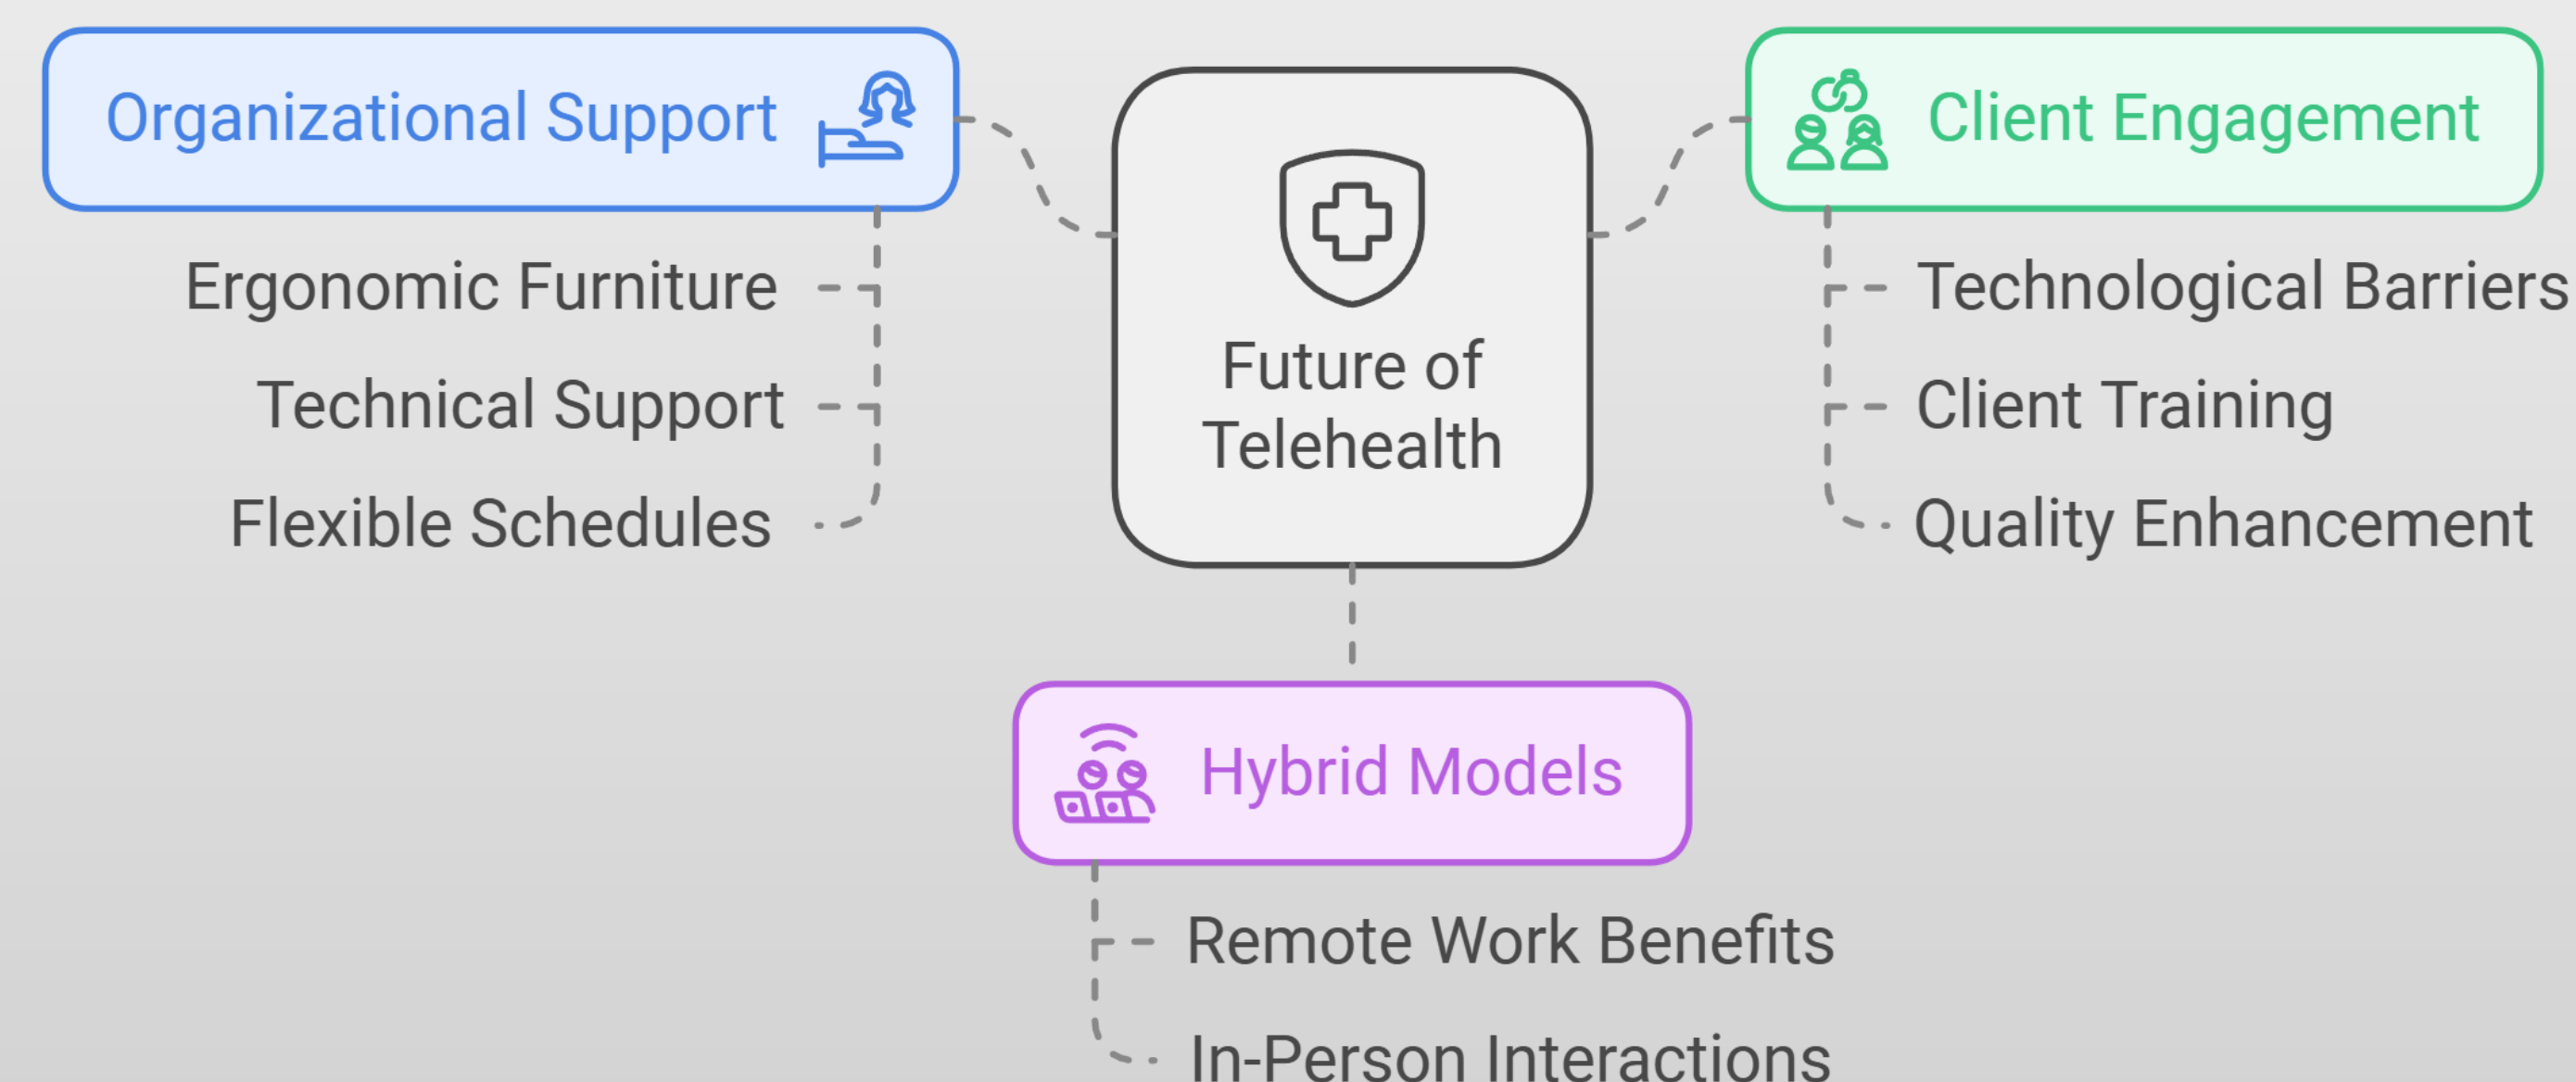 Organizational Support
Ergonomic Furniture
Technical Support
Flexible Schedules
Future of
Telehealth
Client Engagement
Technological Barriers
Client Training
Quality Enhancement
Hybrid Models
Remote Work Benefits
In-Person Interactions